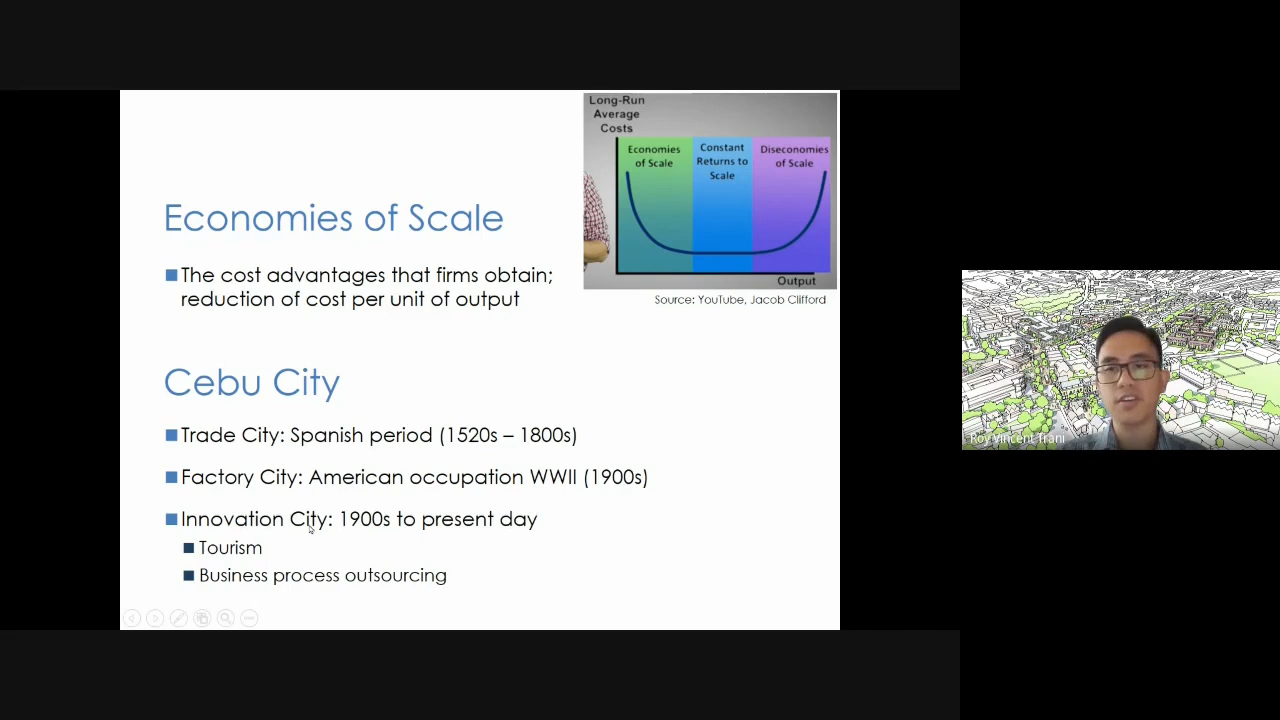 Long-Run
Average
Costs
Economies
of Scale
Constant
Returns to
Scale
Diseconomies
of Scale
Output
Source: YouTube, Jacob Clifford
Economies of Scale
The cost advantages that firms obtain;
reduction of cost per unit of output
Cebu City
Trade City: Spanish period (1520s – 1800s)
Factory City: American occupation WWII (1900s)
Innovation City: 1900s to present day
Tourism
Business process outsourcing
Roy Vincent Trani